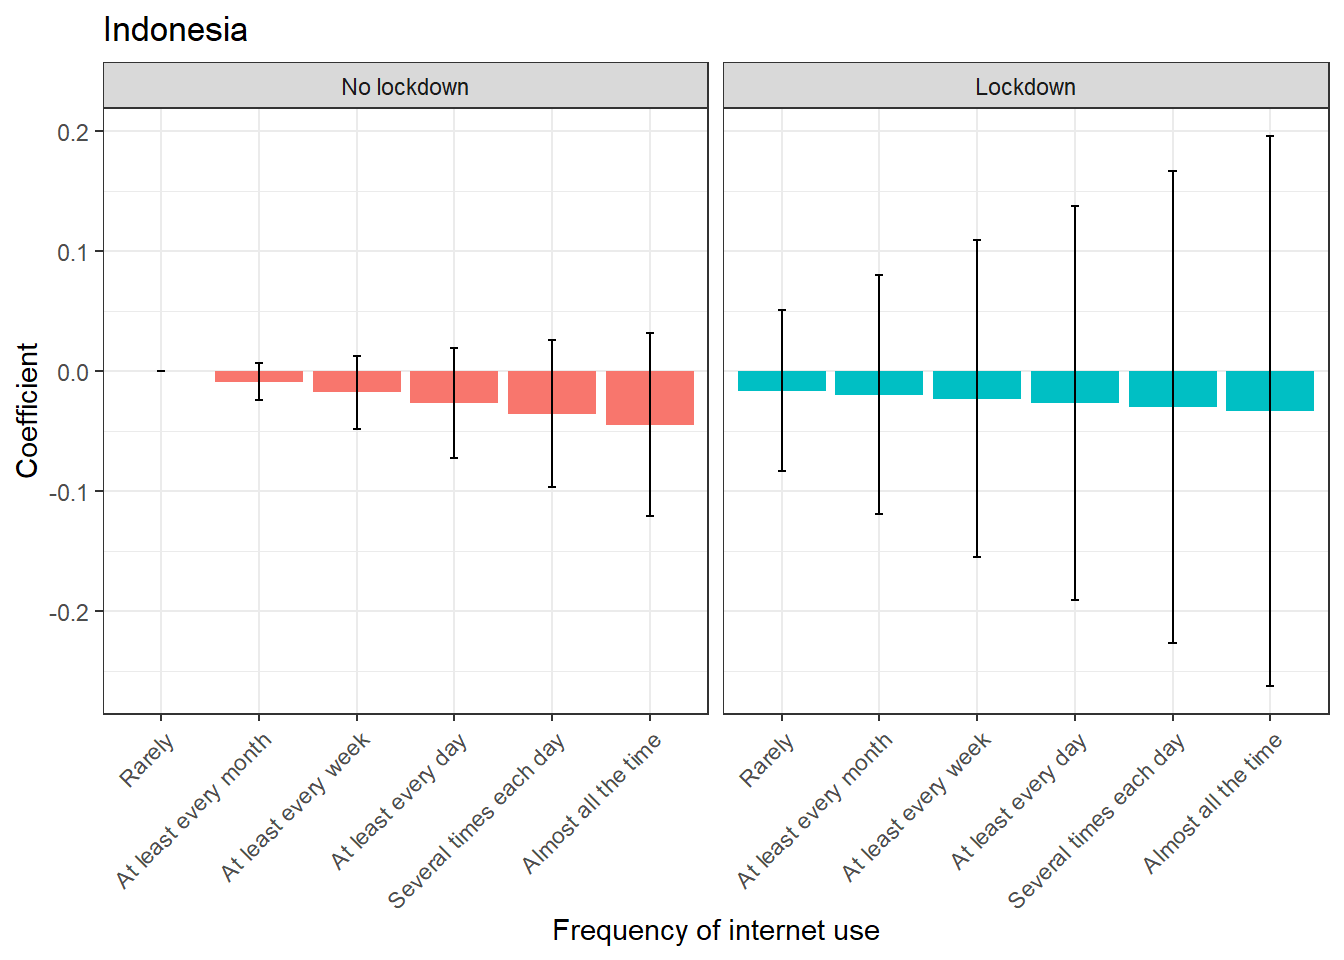 Indonesia
No lockdown
Lockdown
Coefficient
0.2
0.1
0.0
-0.1
-0.2
Rarely
At least every month
At least every week
At least every day
Several times each day
Almost all the time
Rarely
At least every month
At least every week
At least every day
Several times each day
Almost all the time
Frequency of internet use